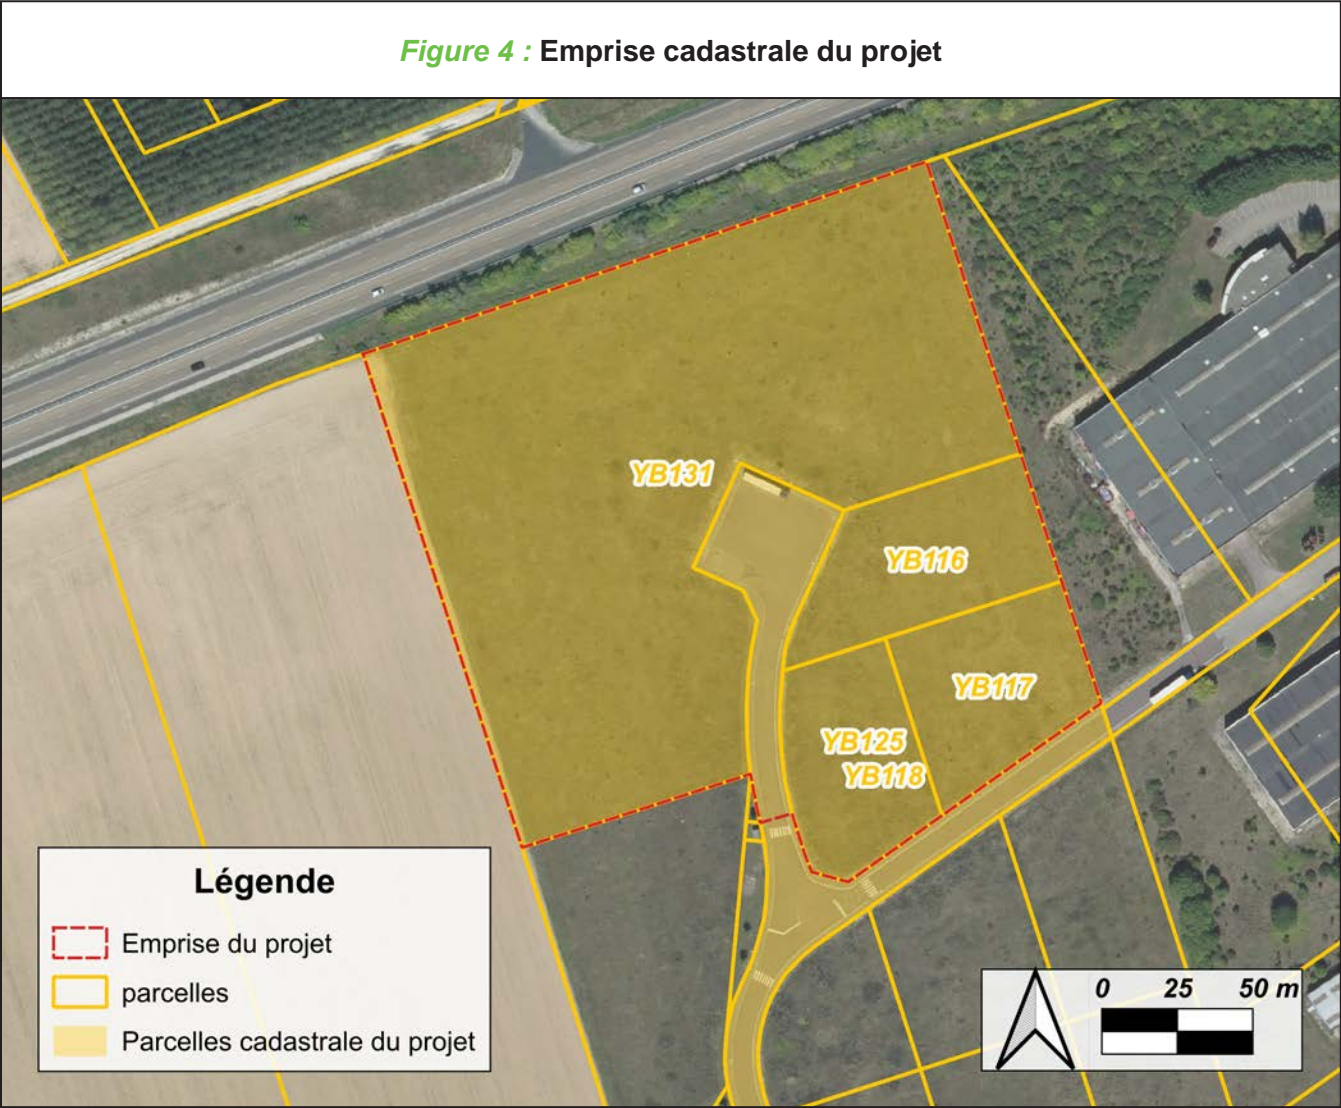 Figure 4 : Emprise cadastrale du projet
YB131
YB116
YB117
YB125
YB118
Légende
Emprise du projet
parcelles
Parcelles cadastrale du projet
0 25 50 m